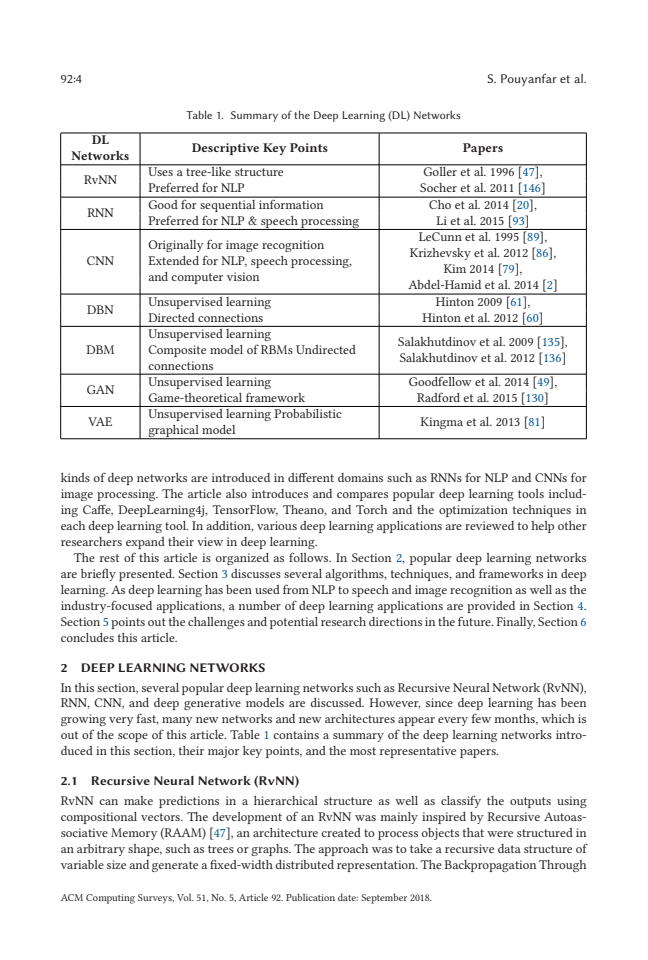 92:4
S. Pouyanfar et al.
Table 1. Summary of the Deep Learning (DL) Networks
DL
Networks
Descriptive Key Points
Papers
RvNN
Uses a tree-like structure
Preferred for NLP
Goller et al. 1996 [47],
Socher et al. 2011 [146]
RNN
Good for sequential information
Preferred for NLP & speech processing
Cho et al. 2014 [20],
Li et al. 2015 [93]
CNN
Originally for image recognition
Extended for NLP, speech processing,
and computer vision
LeCunn et al. 1995 [89],
Krizhevsky et al. 2012 [86],
Kim 2014 [79],
Abdel-Hamid et al. 2014 [2]
DBN
Unsupervised learning
Directed connections
Hinton 2009 [61],
Hinton et al. 2012 [60]
DBM
Unsupervised learning
Composite model of RBMs Undirected
connections
Salakhutdinov et al. 2009 [135],
Salakhutdinov et al. 2012 [136]
GAN
Unsupervised learning
Game-theoretical framework
Goodfellow et al. 2014 [49],
Radford et al. 2015 [130]
VAE
Unsupervised learning Probabilistic
graphical model
Kingma et al. 2013 [81]
kinds of deep networks are introduced in different domains such as RNNs for NLP and CNNs for
image processing. The article also introduces and compares popular deep learning tools includ-
ing Caffe, DeepLearning4j, TensorFlow, Theano, and Torch and the optimization techniques in
each deep learning tool. In addition, various deep learning applications are reviewed to help other
researchers expand their view in deep learning.
The rest of this article is organized as follows. In Section 2, popular deep learning networks
are briefly presented. Section 3 discusses several algorithms, techniques, and frameworks in deep
learning. As deep learning has been used from NLP to speech and image recognition as well as the
industry-focused applications, a number of deep learning applications are provided in Section 4.
Section 5 points out the challenges and potential research directions in the future. Finally, Section 6
concludes this article.
2 DEEP LEARNING NETWORKS
In this section, several popular deep learning networks such as Recursive Neural Network (RvNN),
RNN, CNN, and deep generative models are discussed. However, since deep learning has been
growing very fast, many new networks and new architectures appear every few months, which is
out of the scope of this article. Table 1 contains a summary of the deep learning networks intro-
duced in this section, their major key points, and the most representative papers.
2.1 Recursive Neural Network (RvNN)
RvNN can make predictions in a hierarchical structure as well as classify the outputs using
compositional vectors. The development of an RvNN was mainly inspired by Recursive Autoas-
sociative Memory (RAAM) [47], an architecture created to process objects that were structured in
an arbitrary shape, such as trees or graphs. The approach was to take a recursive data structure of
variable size and generate a fixed-width distributed representation. The Backpropagation Through
ACM Computing Surveys, Vol. 51, No. 5, Article 92. Publication date: September 2018.